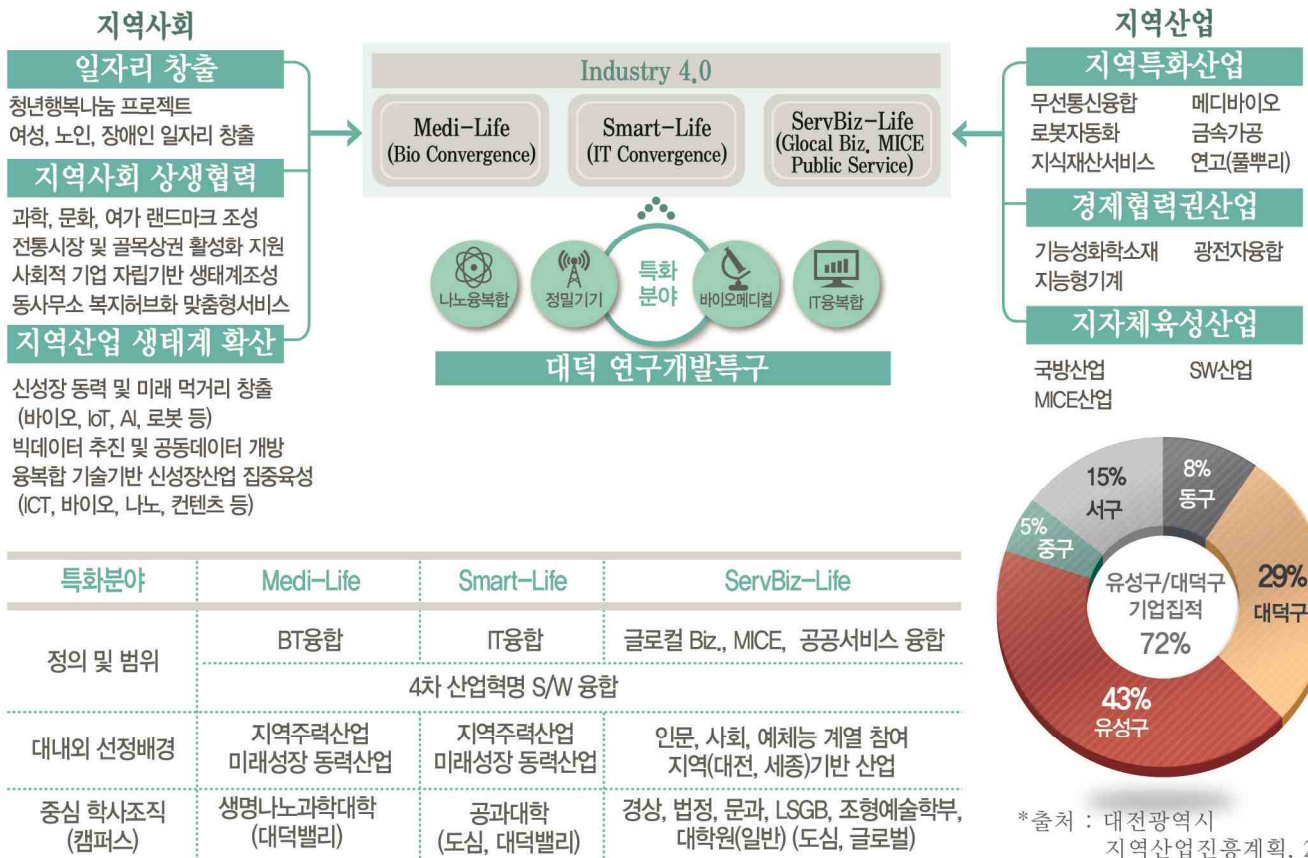 지역사회
일자리 창출
청년행복나눔 프로젝트
여성, 노인, 장애인 일자리 창출
지역사회 상생협력
과학, 문화, 여가 랜드마크 조성
전통시장 및 골목상권 활성화 지원
사회적 기업 자립기반 생태계조성
동사무소 복지허브화 맞춤형서비스
지역산업 생태계 확산
신성장 동력 및 미래 먹거리 창출
(바이오, IoT, AI, 로봇 등)
빅데이터 추진 및 공동데이터 개방
융복합 기술기반 신성장산업 집중육성
(ICT, 바이오, 나노, 컨텐츠 등)
Industry 4.0
Medi-Life
(Bio Convergence)
Smart-Life
(IT Convergence)
ServBiz-Life
(Glocal Biz, MICE
Public Service)
나노융복합
정밀기기
특화
분야
바이오메디컬
IT융복합
대덕 연구개발특구
지역산업
지역특화산업
무선통신융합 메디바이오
로봇자동화 금속가공
지식재산서비스 연고(풀뿌리)
경제협력권산업
기능성화학소재 광전자융합
지능형기계
지자체육성산업
국방산업 SW산업
MICE산업
15%
서구
8%
동구
5%
중구
29%
대덕구
유성구/대덕구
기업집적
72%
43%
유성구
*출처 : 대전광역시
지역산업진흥계획,
특화분야 Medi-Life Smart-Life ServBiz-Life
정의 및 범위
BT융합 IT융합 글로컬 Biz., MICE, 공공서비스 융합
4차 산업혁명 S/W 융합
대내외 선정배경
지역주력산업
미래성장 동력산업
지역주력산업
미래성장 동력산업
인문, 사회, 예체능 계열 참여
지역(대전, 세종)기반 산업
중심 학사조직
(캠퍼스)
생명나노과학대학
(대덕밸리)
공과대학
(도심, 대덕밸리)
경상, 법정, 문과, LSGB, 조형예술학부,
대학원(일반) (도심, 글로벌)